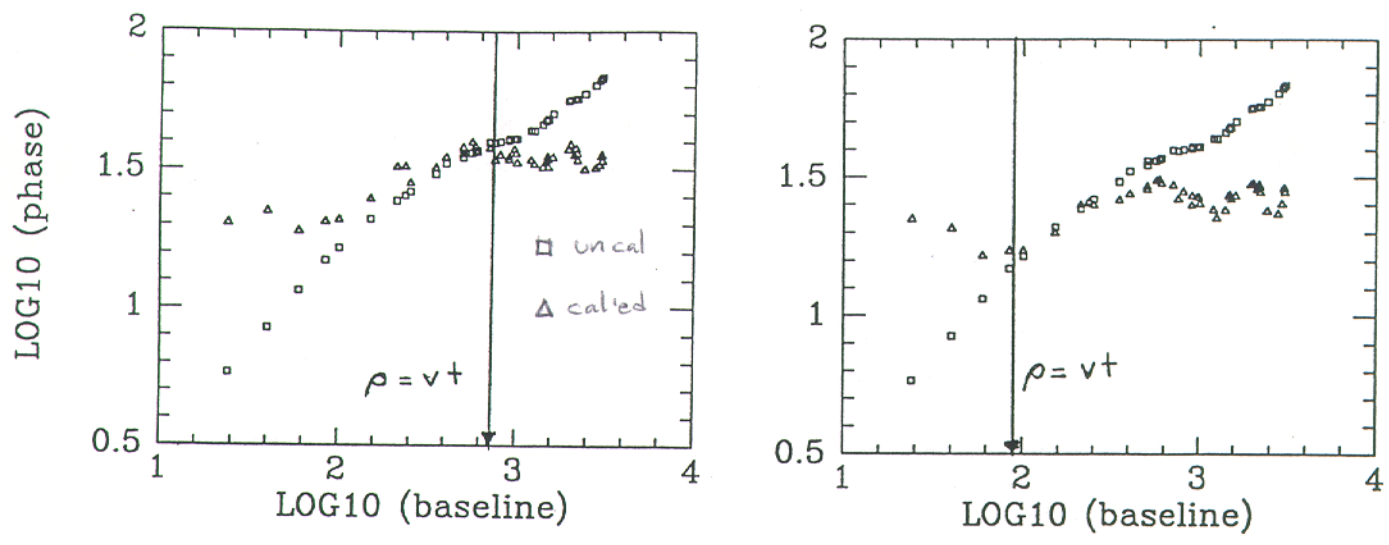 LOG10 (phase)
2
1.5
1
0.5
1
2
3
4
LOG10 (baseline)
□ uncal
△ cal'ed
ρ = vt
2
1.5
1
0.5
1
2
3
4
LOG10 (baseline)
ρ = vt